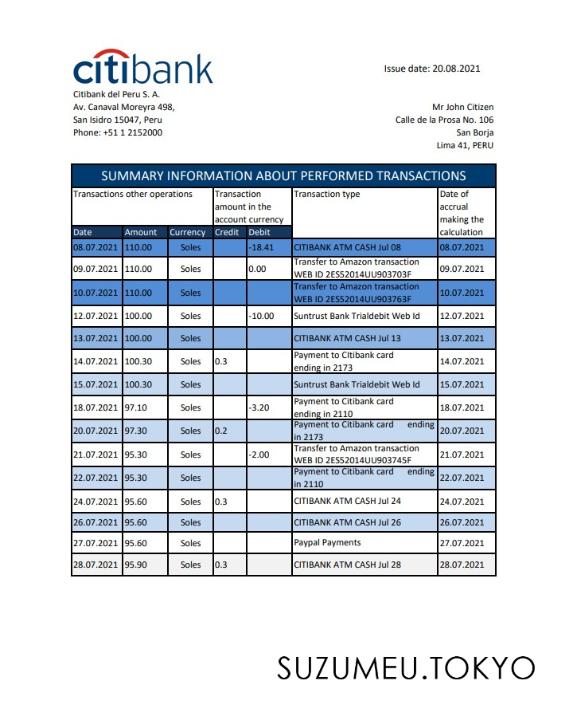 citibank
Issue date: 20.08.2021
Citibank del Peru S. A.
Av. Canaval Moreyra 498,
San Isidro 15047, Peru
Phone: +51 1 2152000
Mr John Citizen
Calle de la Prosa No. 106
San Borja
Lima 41, PERU
SUMMARY INFORMATION ABOUT PERFORMED TRANSACTIONS
Transactions other operations
Transaction
amount in the
account currency
Transaction type
Date of
accrual
making the
calculation
Date Amount Currency Credit Debit
08.07.2021 110.00 Soles -18.41 CITIBANK ATM CASH Jul 08 08.07.2021
09.07.2021 110.00 Soles 0.00 Transfer to Amazon transaction 09.07.2021
WEB ID 2ESS2014UU903703F
10.07.2021 110.00 Soles Transfer to Amazon transaction 10.07.2021
WEB ID 2ESS2014UU903763F
12.07.2021 100.00 Soles -10.00 Suntrust Bank Trialdebit Web Id 12.07.2021
13.07.2021 100.00 Soles CITIBANK ATM CASH Jul 13 13.07.2021
14.07.2021 100.30 Soles 0.3 Payment to Citibank card 14.07.2021
ending in 2173
15.07.2021 100.30 Soles Suntrust Bank Trialdebit Web Id 15.07.2021
18.07.2021 97.10 Soles -3.20 Payment to Citibank card 18.07.2021
ending in 2110
20.07.2021 97.30 Soles 0.2 Payment to Citibank card ending 20.07.2021
in 2173
21.07.2021 95.30 Soles -2.00 Transfer to Amazon transaction 21.07.2021
WEB ID 2ESS2014UU903745F
22.07.2021 95.30 Soles Payment to Citibank card ending 22.07.2021
in 2110
24.07.2021 95.60 Soles 0.3 CITIBANK ATM CASH Jul 24 24.07.2021
26.07.2021 95.60 Soles CITIBANK ATM CASH Jul 26 26.07.2021
27.07.2021 95.60 Soles Paypal Payments 27.07.2021
28.07.2021 95.90 Soles 0.3 CITIBANK ATM CASH Jul 28 28.07.2021
SUZUMEU.TOKYO